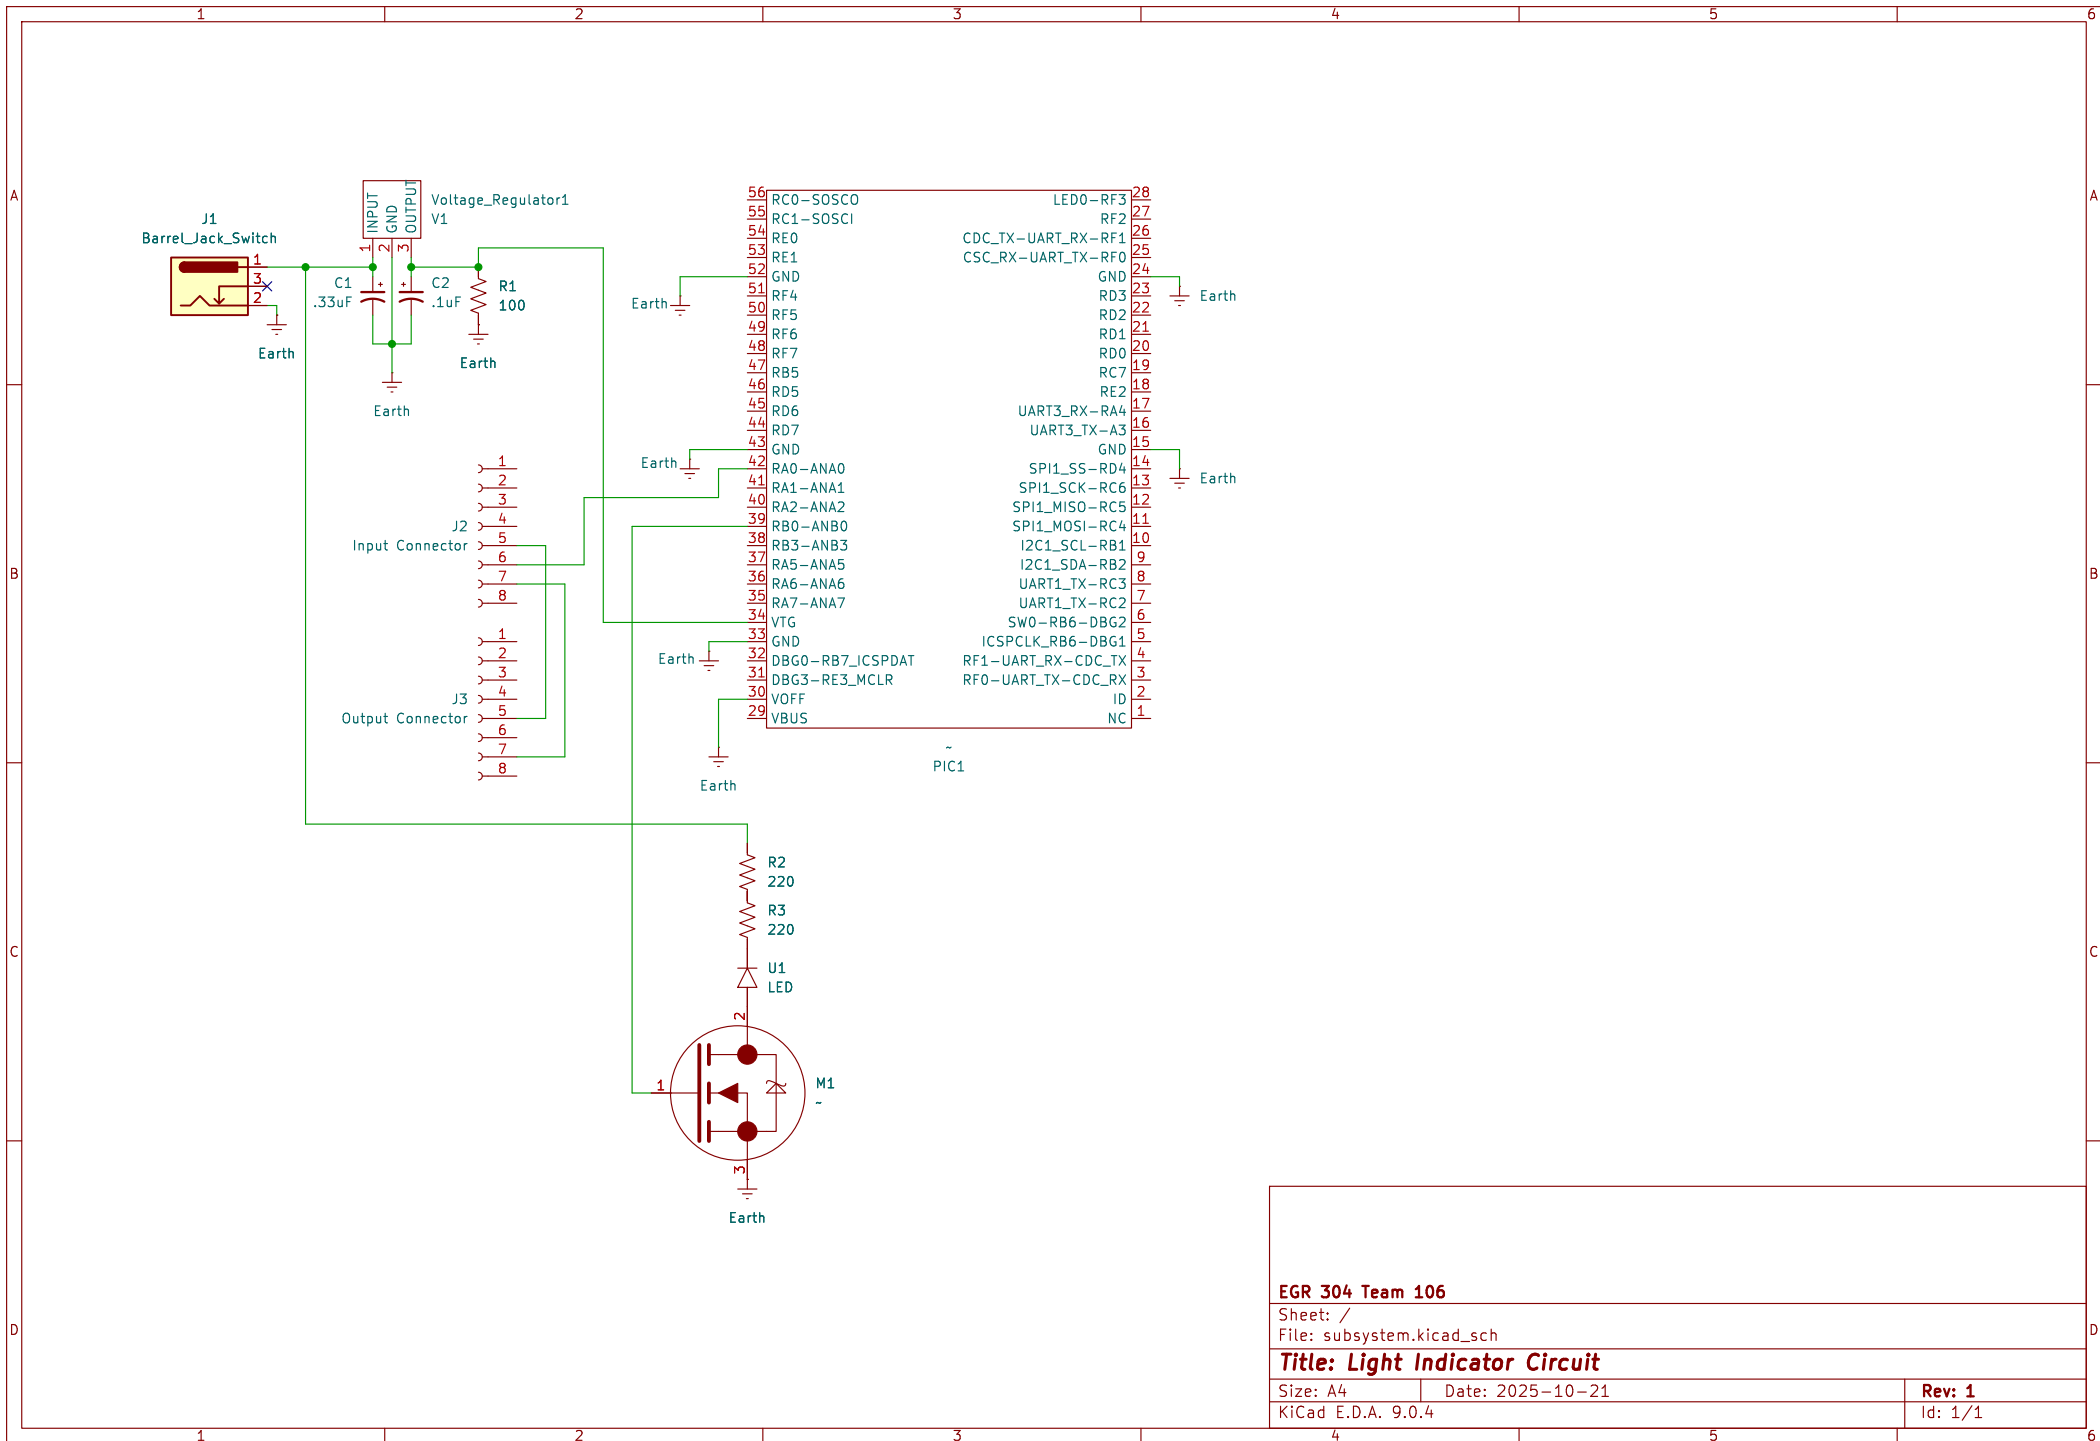 1 2 3 4 5 6
A A
B B
C C
D D
1 2 3 4 5 6
J1
Barrel_Jack_Switch
1
3
2
Earth
INPUT
GND
OUTPUT
1 2 3
Voltage_Regulator1
V1
C1
.33uF
C2
.1uF
R1
100
Earth
Earth
J2
Input Connector
1
2
3
4
5
6
7
8
J3
Output Connector
1
2
3
4
5
6
7
8
56 RC0-SOSCO
55 RC1-SOSCI
54 RE0
53 RE1
52 GND
51 RF4
50 RF5
49 RF6
48 RF7
47 RB5
46 RD5
45 RD6
44 RD7
43 GND
42 RA0-ANA0
41 RA1-ANA1
40 RA2-ANA2
39 RB0-ANB0
38 RB3-ANB3
37 RA5-ANA5
36 RA6-ANA6
35 RA7-ANA7
34 VTG
33 GND
32 DBG0-RB7_ICSPDAT
31 DBG3-RE3_MCLR
30 VOFF
29 VBUS
LED0-RF3 28
RF2 27
CDC_TX-UART_RX-RF1 26
CSC_RX-UART_TX-RF0 25
GND 24
RD3 23
RD2 22
RD1 21
RD0 20
RC7 19
RE2 18
UART3_RX-RA4 17
UART3_TX-A3 16
GND 15
SPI1_SS-RD4 14
SPI1_SCK-RC6 13
SPI1_MISO-RC5 12
SPI1_MOSI-RC4 11
I2C1_SCL-RB1 10
I2C1_SDA-RB2 9
UART1_TX-RC3 8
UART1_TX-RC2 7
SW0-RB6-DBG2 6
ICSPCLK_RB6-DBG1 5
RF1-UART_RX-CDC_TX 4
RF0-UART_TX-CDC_RX 3
ID 2
NC 1
Earth
Earth
Earth
Earth
Earth
Earth
~
PIC1
R2
220
R3
220
U1
LED
2
1
3
M1
~
Earth
EGR 304 Team 106
Sheet: /
File: subsystem.kicad_sch
Title: Light Indicator Circuit
Size: A4 Date: 2025-10-21 Rev: 1
KiCad E.D.A. 9.0.4 Id: 1/1